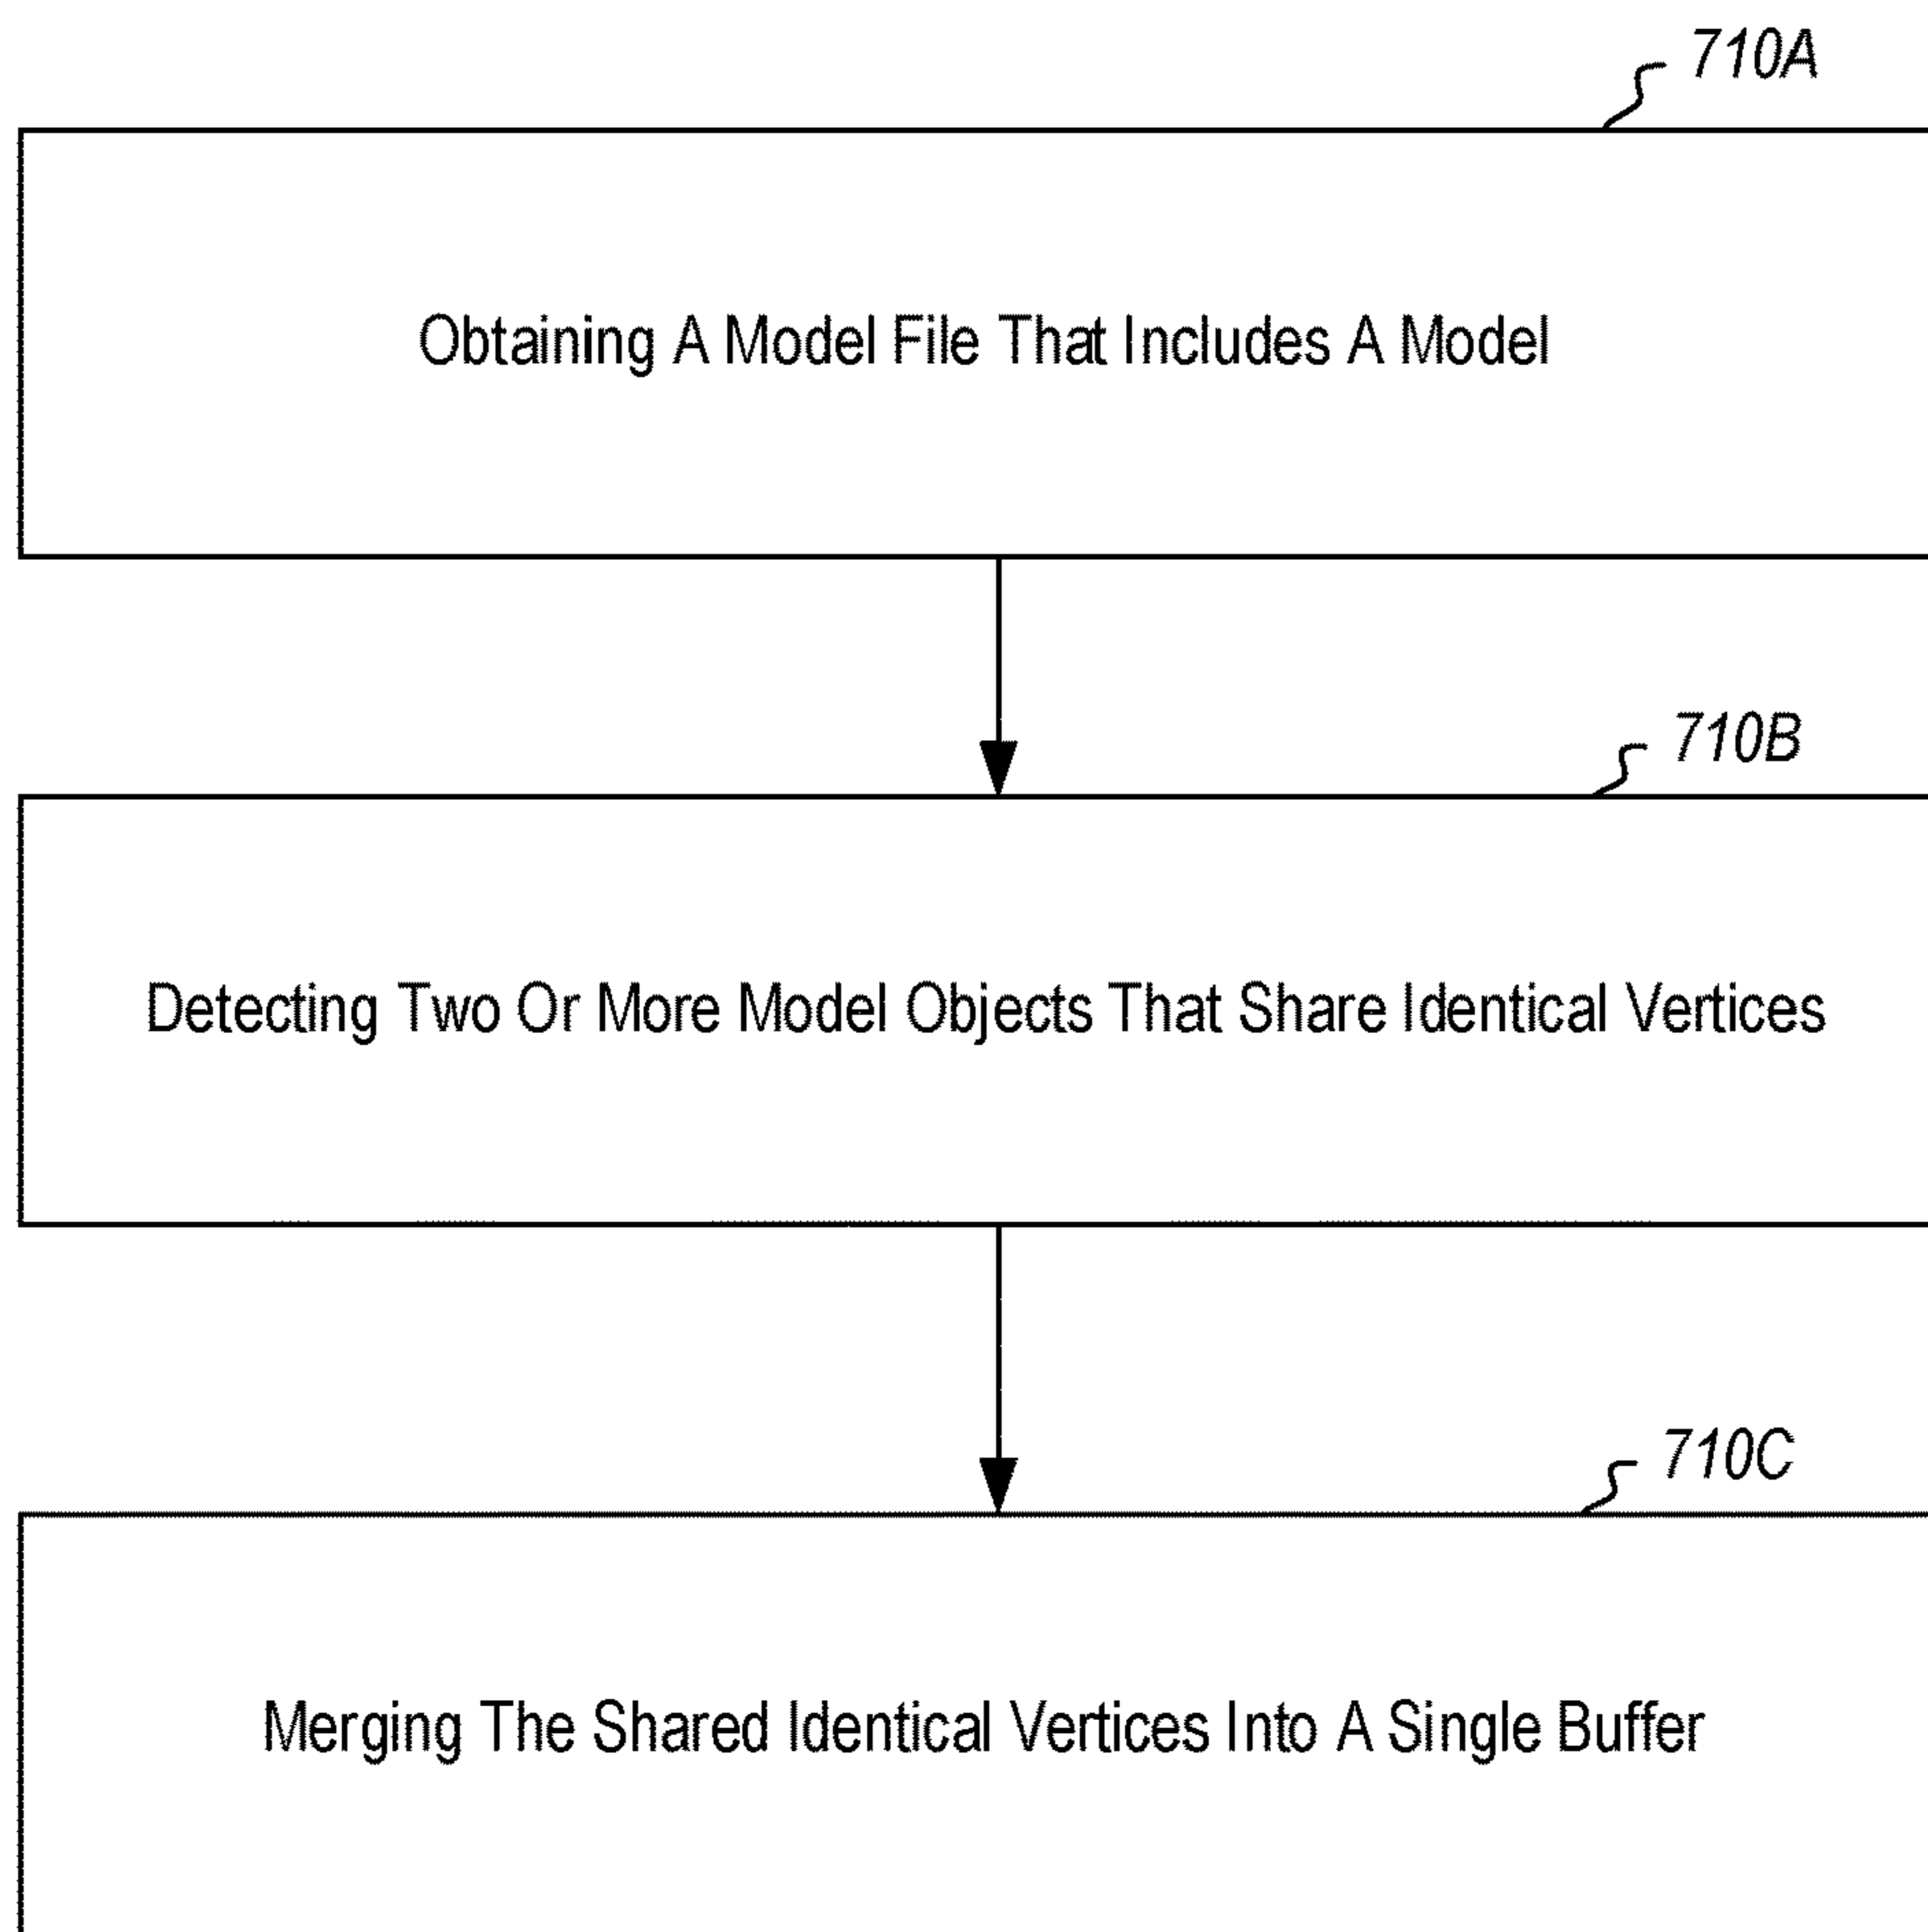 710A
Obtaining A Model File That Includes A Model
710B
Detecting Two Or More Model Objects That Share Identical Vertices
710C
Merging The Shared Identical Vertices Into A Single Buffer